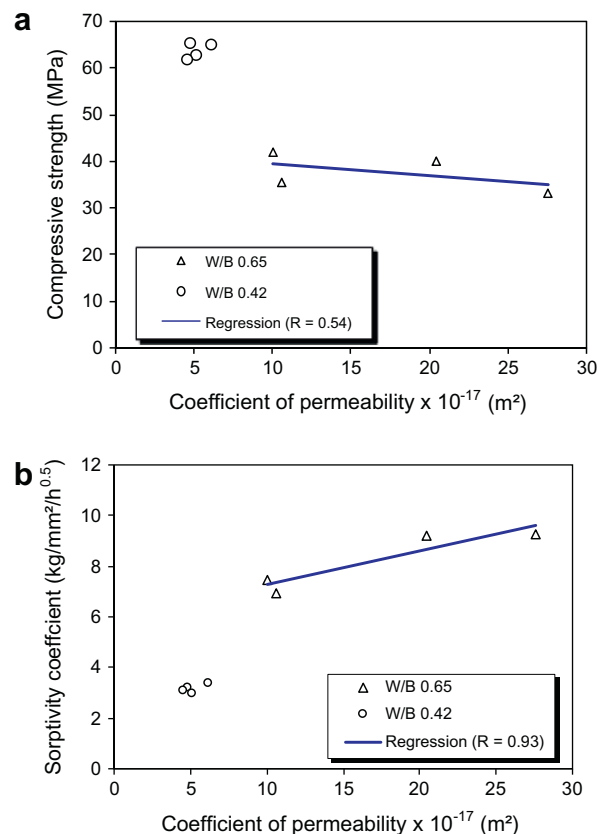 a
70
60
50
40
30
20
10
0
Compressive strength (MPa)
W/B 0.65
W/B 0.42
Regression (R = 0.54)
0 5 10 15 20 25 30
Coefficient of permeability x 10⁻¹⁷ (m²)
b
12
10
8
6
4
2
0
Sorptivity coeffcient (kg/mm²/h⁰·⁵)
W/B 0.65
W/B 0.42
Regression (R = 0.93)
0 5 10 15 20 25 30
Coefficient of permeability x 10⁻¹⁷ (m²)